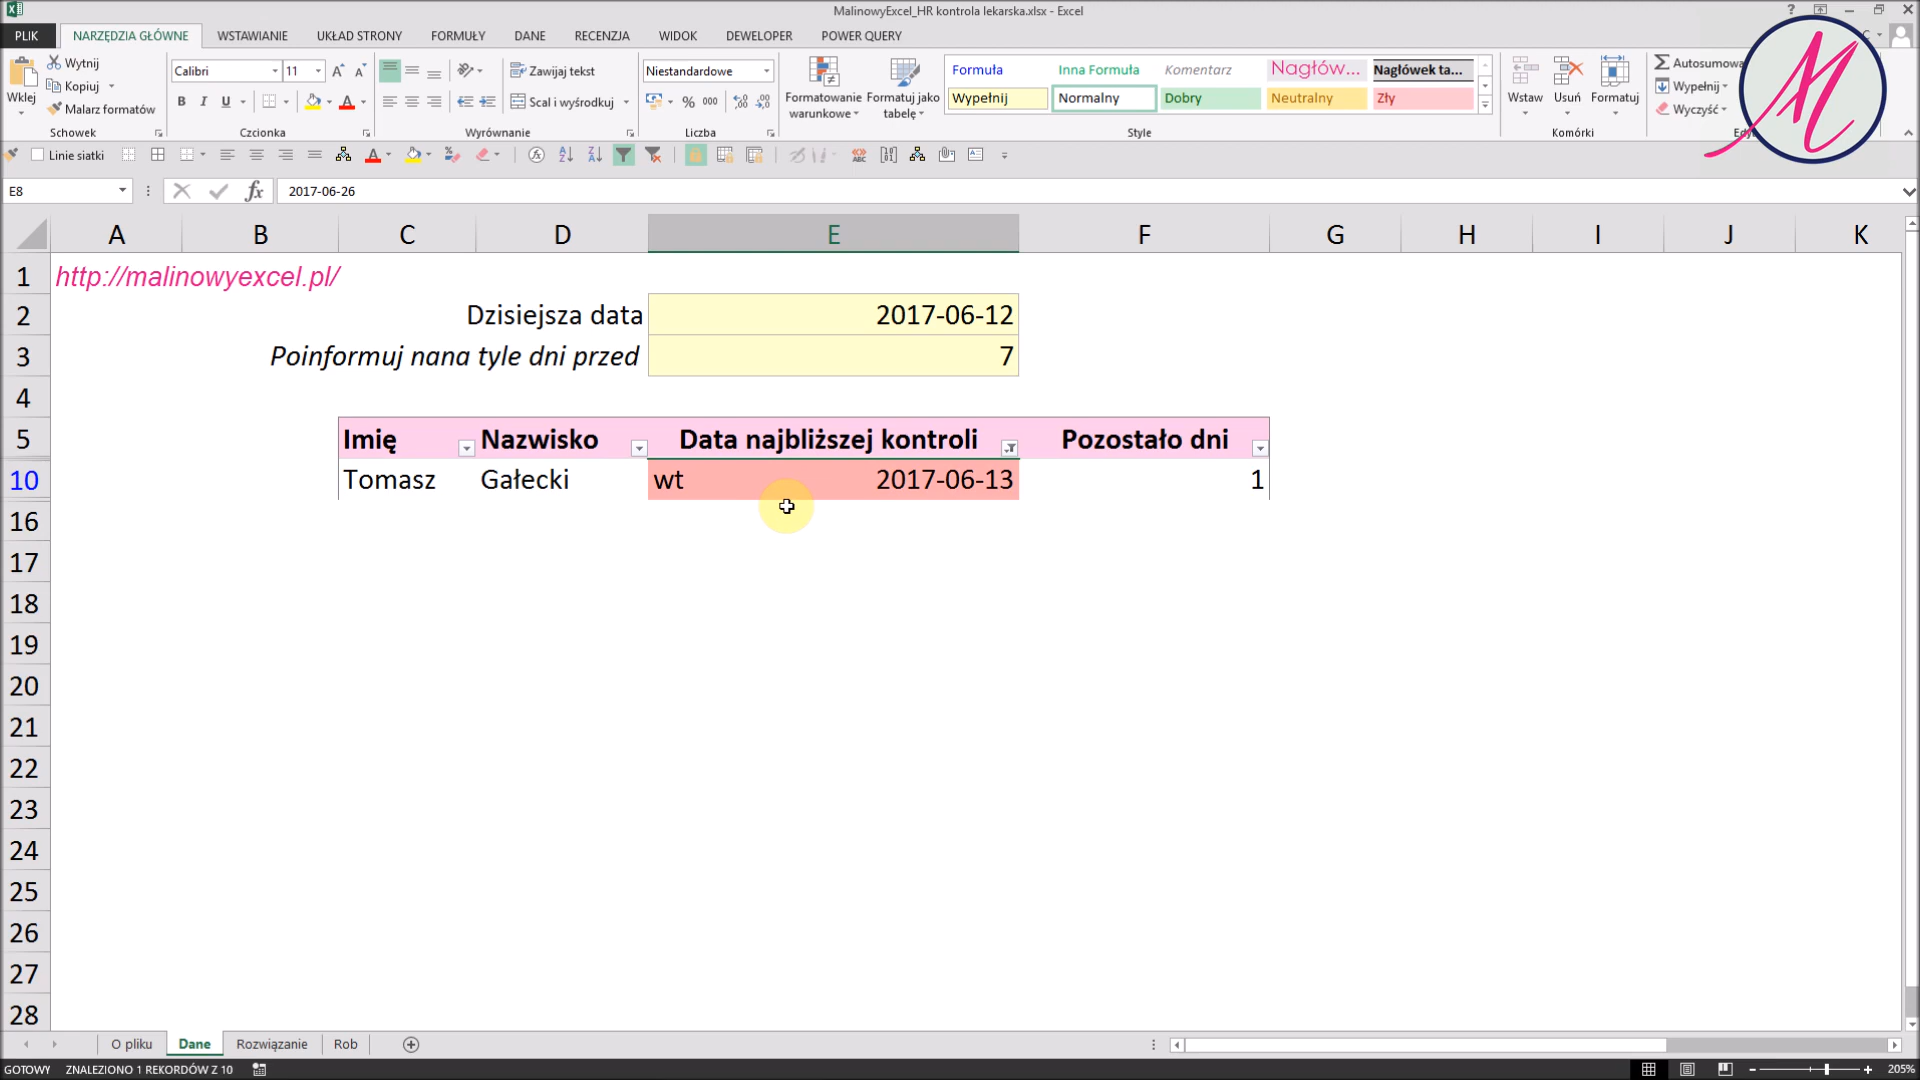 MalinowyExcel_HR kontrola lekarska.xlsx - Excel
PLIK NARZĘDZIA GŁÓWNE WSTAWIANIE UKŁAD STRONY FORMUŁY DANE RECENZJA WIDOK DEWELOPER POWER QUERY
Wklej
Wytnij
Kopiuj
Malarz formatów
Schowek
Calibri 11
B I U
Czcionka
Zawijaj tekst
Scal i wyśrodkuj
Wyrównanie
Niestandardowe
% 000
Liczba
Formatowanie warunkowe
Formatuj jako tabelę
Formuła Inna Formuła Komentarz Nagłów... Nagłówek ta...
Wypełnij Normalny Dobry Neutralny Zły
Style
Wstaw Usuń Formatuj
Komórki
Autosumowa
Wypełnij
Wyczyść
Linie siatki
E8 fx 2017-06-26
A B C D E F G H I J K
1 http://malinowyexcel.pl/
2 Dzisiejsza data 2017-06-12
3 Poinformuj nana tyle dni przed 7
4
5 Imię Nazwisko Data najbliższej kontroli Pozostało dni
10 Tomasz Gałecki wt 2017-06-13 1
16
17
18
19
20
21
22
23
24
25
26
27
28
O pliku Dane Rozwiązanie Rob
GOTOWY ZNALEZIONO 1 REKORDÓW Z 10 205%